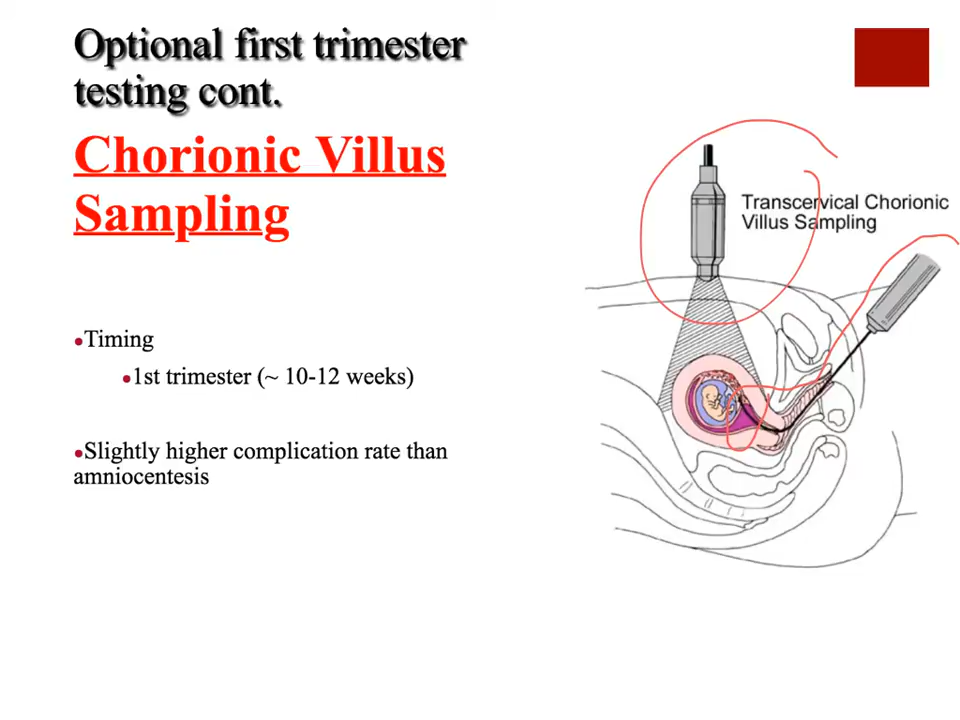 Optional first trimester
testing cont.
Chorionic Villus
Sampling
Transcervical Chorionic
Villus Sampling
●Timing
●1st trimester (~ 10-12 weeks)
●Slightly higher complication rate than
amniocentesis